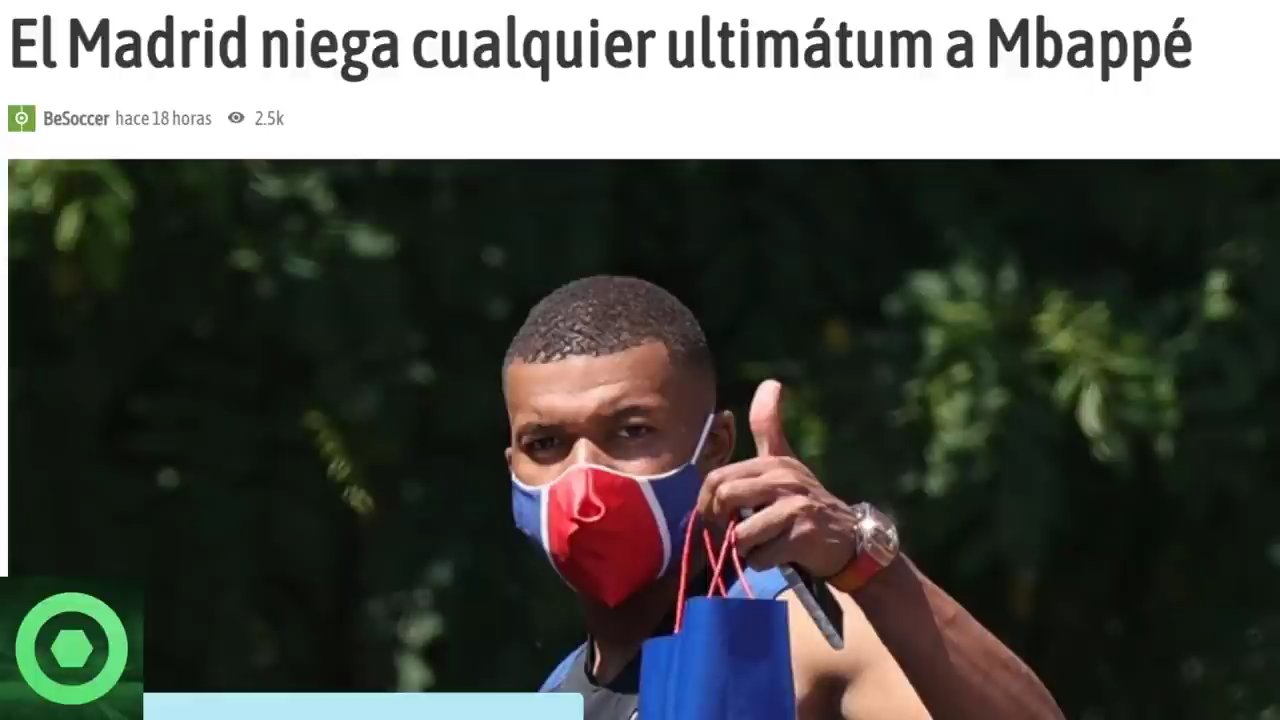 El Madrid niega cualquier ultimátum a Mbappé
BeSoccer hace 18 horas 2.5k